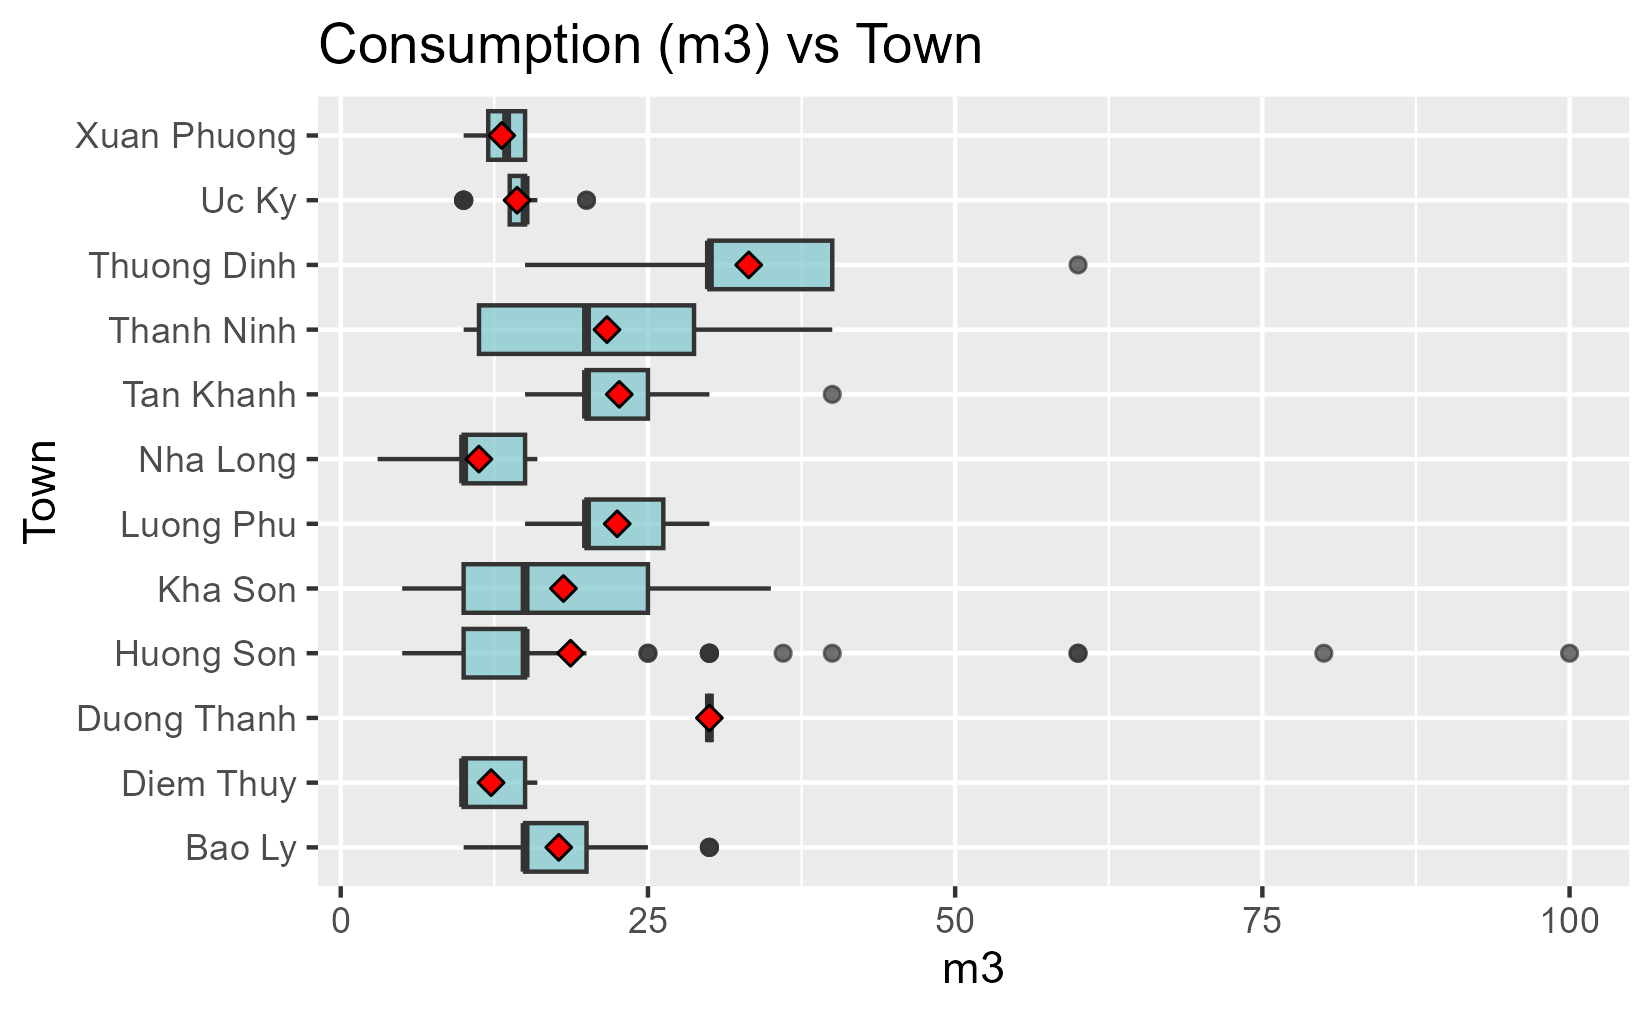 Consumption (m3) vs Town
Xuan Phuong
Uc Ky
Thuong Dinh
Thanh Ninh
Tan Khanh
Nha Long
Luong Phu
Kha Son
Huong Son
Duong Thanh
Diem Thuy
Bao Ly
Town
0 25 50 75 100
m3